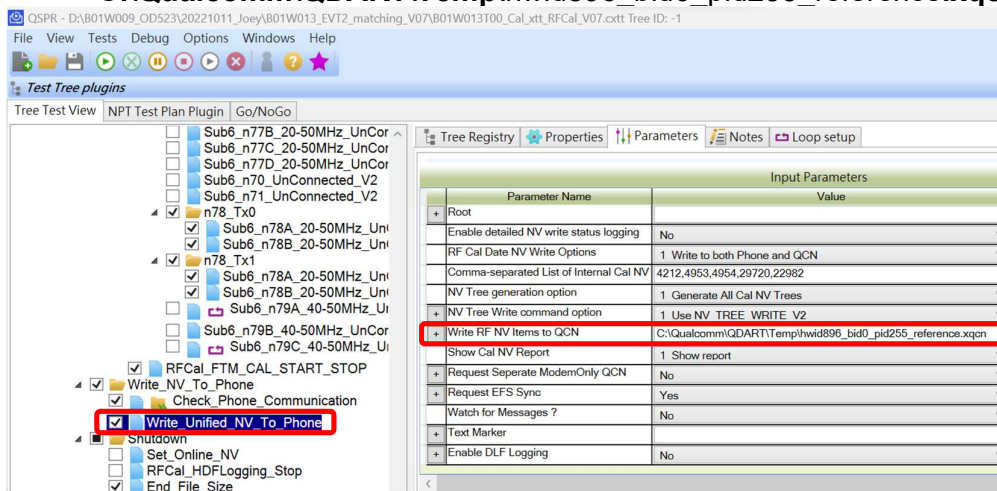 QSPR - D:\B01W009_OD523\20221011_Joey\B01W013_EVT2_matching_V07\B01W013T00_Cal_xtt_RFCal_V07.cxtt Tree ID: -1
File View Tests Debug Options Windows Help
Test Tree plugins
Tree Test View NPT Test Plan Plugin Go/NoGo
Sub6_n77B_20-50MHz_UnCor
Sub6_n77C_20-50MHz_UnCor
Sub6_n77D_20-50MHz_UnCor
Sub6_n70_UnConnected_V2
Sub6_n71_UnConnected_V2
n78_Tx0
Sub6_n78A_20-50MHz_Un
Sub6_n78B_20-50MHz_Un
n78_Tx1
Sub6_n78A_20-50MHz_Un
Sub6_n78B_20-50MHz_Un
Sub6_n79A_40-50MHz_Un
Sub6_n79B_40-50MHz_UnCor
Sub6_n79C_40-50MHz_Un
RFCal_FTM_CAL_START_STOP
Write_NV_To_Phone
Check_Phone_Communication
Write_Unified_NV_To_Phone
Shutdown
Set_Online_NV
RFCal_HDFLogging_Stop
End_File_Size
Tree Registry Properties Parameters Notes Loop setup
Input Parameters
Parameter Name Value
Root
Enable detailed NV write status logging No
RF Cal Date NV Write Options 1 Write to both Phone and QCN
Comma-separated List of Internal Cal NV 4212,4953,4954,29720,22982
NV Tree generation option 1 Generate All Cal NV Trees
NV Tree Write command option 1 Use NV_TREE_WRITE_V2
Write RF NV Items to QCN C:\Qualcomm\QDART\Temp\hwid896_bid0_pid255_reference.xqcn
Show Cal NV Report 1 Show report
Request Seperate ModemOnly QCN No
Request EFS Sync Yes
Watch for Messages ? No
Text Marker
Enable DLF Logging No